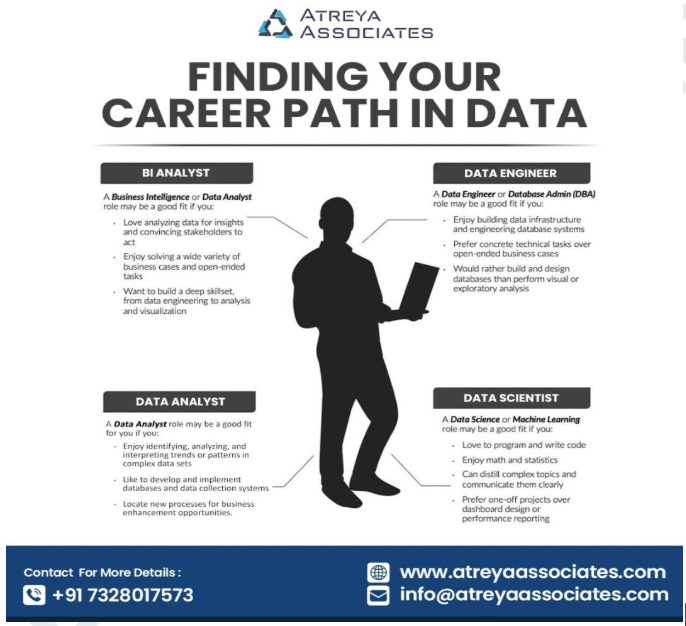 ATREYA
ASSOCIATES
FINDING YOUR
CAREER PATH IN DATA
BI ANALYST
A Business Intelligence or Data Analyst
role may be a good fit if you:
· Love analyzing data for insights
and convincing stakeholders to
act
· Enjoy solving a wide variety of
business cases and open-ended
tasks
· Want to build a deep skillset,
from data engineering to analysis
and visualization
DATA ENGINEER
A Data Engineer or Database Admin (DBA)
role may be a good fit if you:
· Enjoy building data infrastructure
and engineering database systems
· Prefer concrete technical tasks over
open-ended business cases
· Would rather build and design
databases than perform visual or
exploratory analysis
DATA ANALYST
A Data Analyst role may be a good fit
for you if you:
· Enjoy identifying, analyzing, and
interpreting trends or patterns in
complex data sets
· Like to develop and implement
databases and data collection systems
· Locate new processes for business
enhancement opportunities.
DATA SCIENTIST
A Data Science or Machine Learning
role may be a good fit if you:
· Love to program and write code
· Enjoy math and statistics
· Can distill complex topics and
communicate them clearly
· Prefer one-off projects over
dashboard design or
performance reporting
Contact For More Details :
+91 7328017573
www.atreyaassociates.com
info@atreyaassociates.com